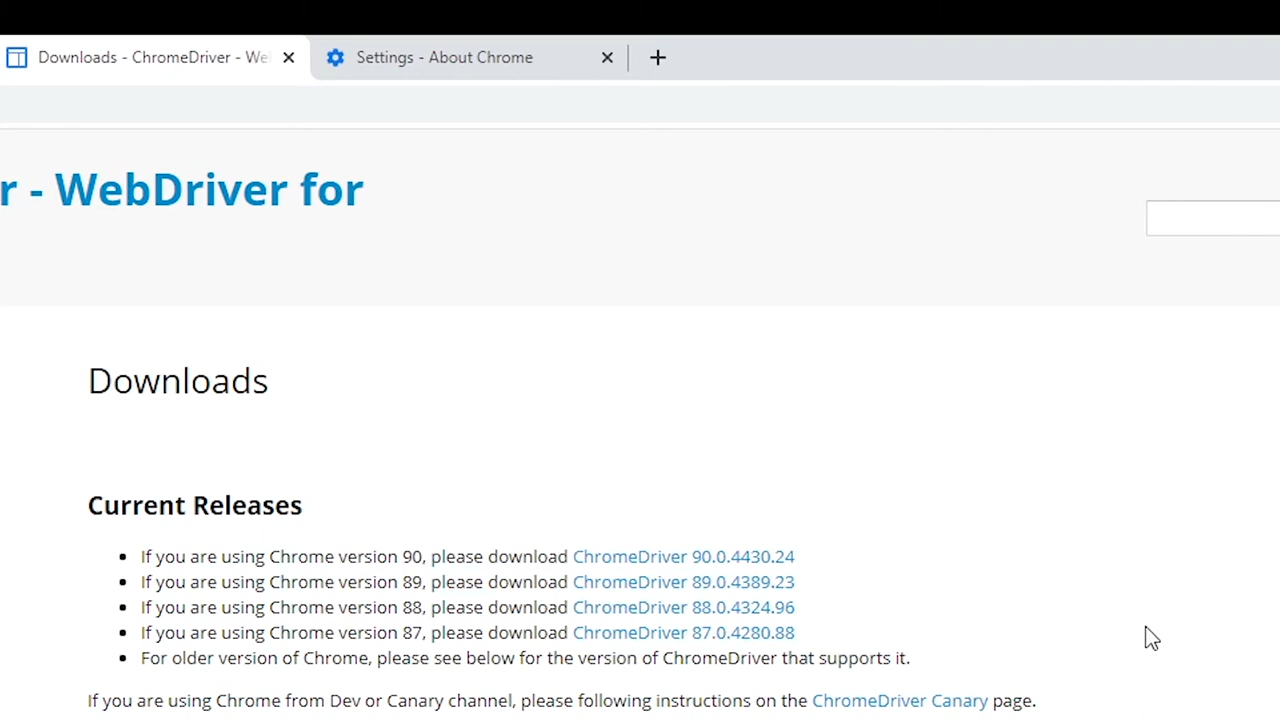 Downloads - ChromeDriver - We
Settings - About Chrome
r - WebDriver for
Downloads
Current Releases
If you are using Chrome version 90, please download ChromeDriver 90.0.4430.24
If you are using Chrome version 89, please download ChromeDriver 89.0.4389.23
If you are using Chrome version 88, please download ChromeDriver 88.0.4324.96
If you are using Chrome version 87, please download ChromeDriver 87.0.4280.88
For older version of Chrome, please see below for the version of ChromeDriver that supports it.
If you are using Chrome from Dev or Canary channel, please following instructions on the ChromeDriver Canary page.